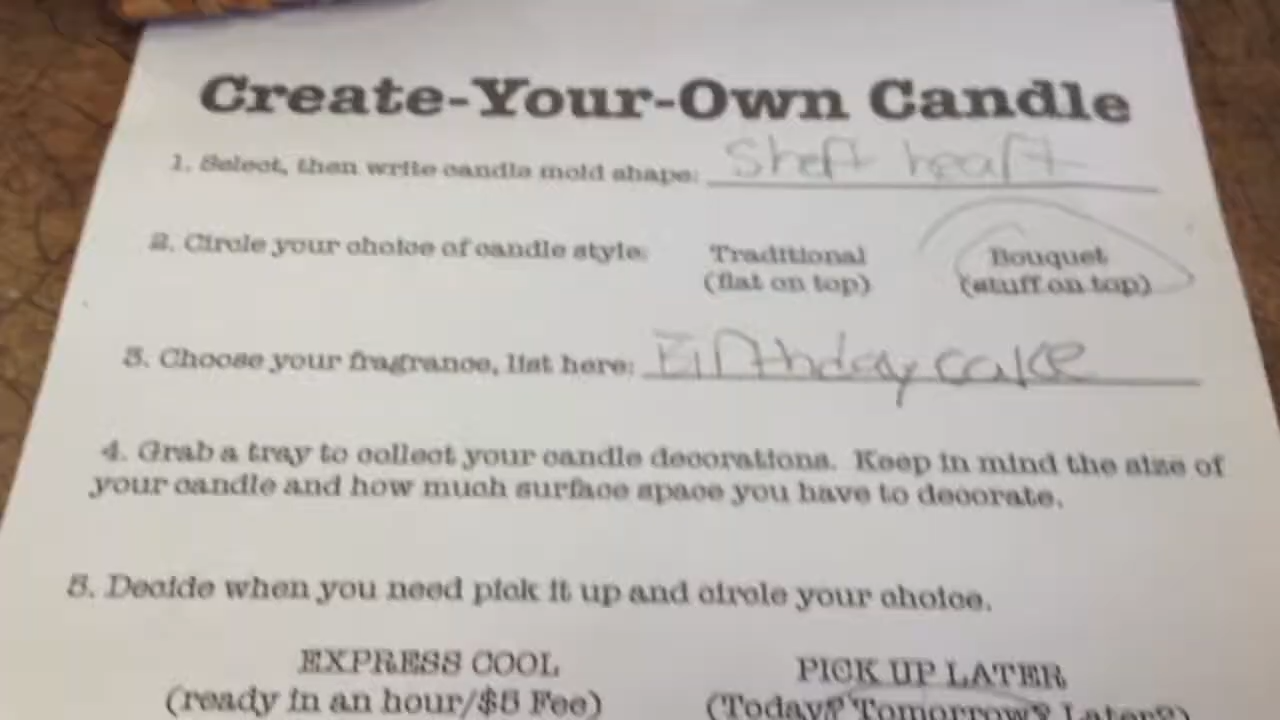 Create-Your-Own Candle
1. Select, then write candle mold shape: heart
2. Circle your choice of candle style: Traditional Bouquet
(flat on top) (stuff on top)
3. Choose your fragrance, list here: Birthday cake
4. Grab a tray to collect your candle decorations. Keep in mind the size of
your candle and how much surface space you have to decorate.
5. Decide when you need pick it up and circle your choice.
EXPRESS COOL PICK UP LATER
(ready in an hour/$5 Fee) (Today? Tomorrow? Later?)